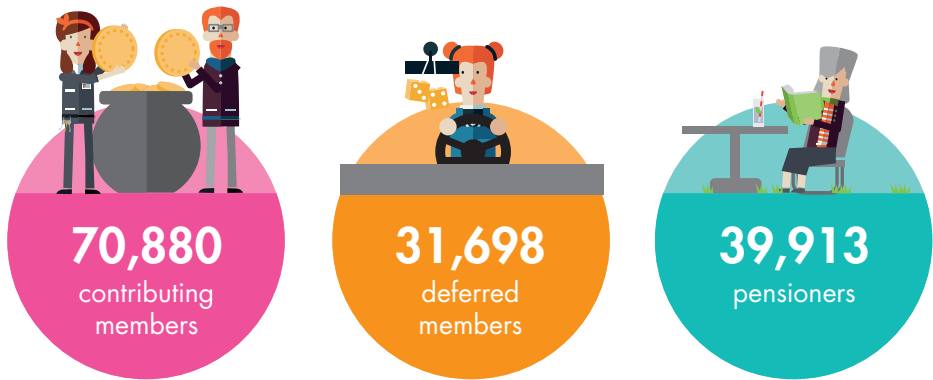 70,880
contributing
members
31,698
deferred
members
39,913
pensioners